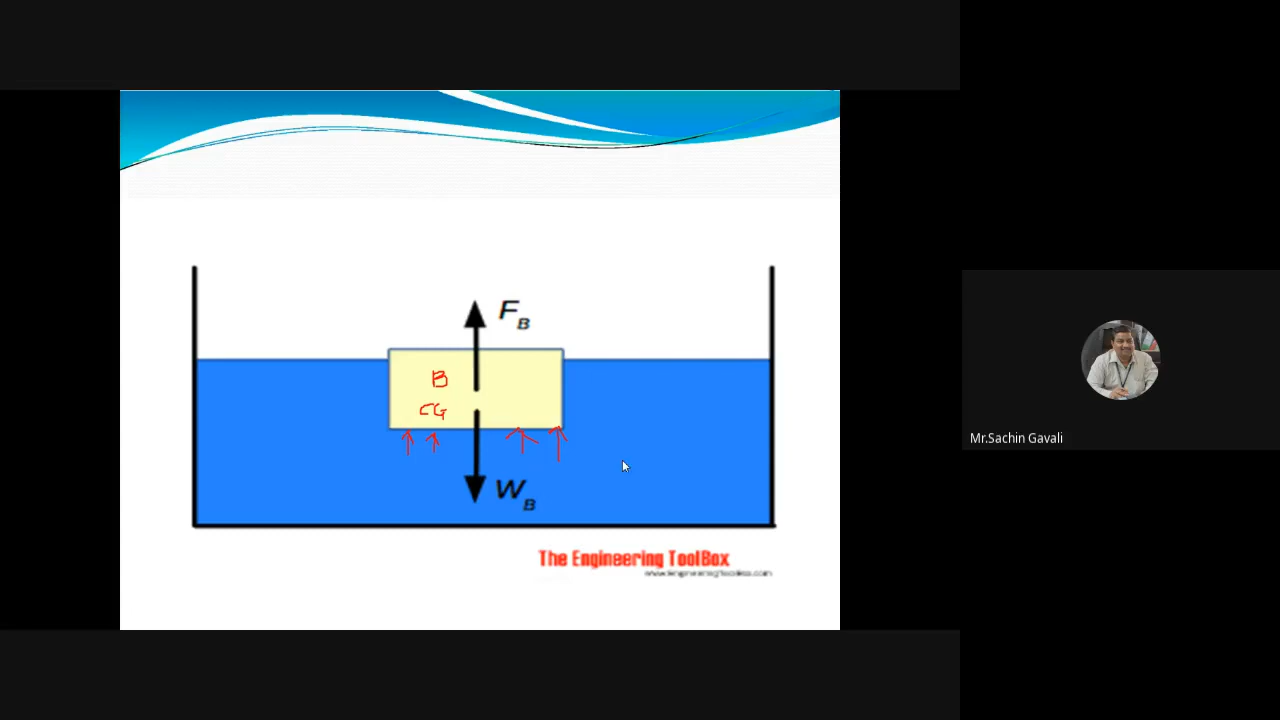 F_B
B
CG
W_B
The Engineering ToolBox
Mr.Sachin Gavali